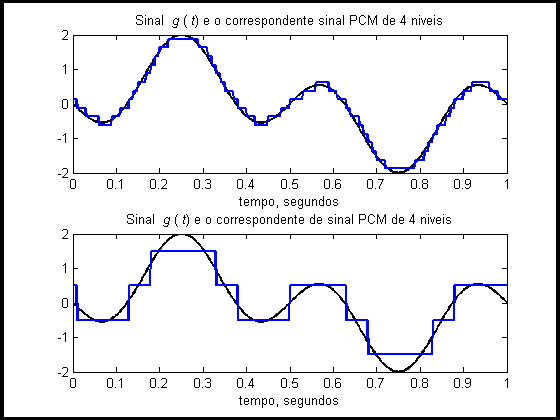 Sinal g ( t) e o correspondente sinal PCM de 4 niveis
2
1
0
-1
-2
0 0.1 0.2 0.3 0.4 0.5 0.6 0.7 0.8 0.9 1
tempo, segundos
Sinal g ( t) e o correspondente de sinal PCM de 4 niveis
2
1
0
-1
-2
0 0.1 0.2 0.3 0.4 0.5 0.6 0.7 0.8 0.9 1
tempo, segundos